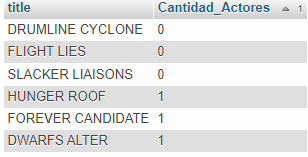 title Cantidad_Actores 1
DRUMLINE CYCLONE 0
FLIGHT LIES 0
SLACKER LIAISONS 0
HUNGER ROOF 1
FOREVER CANDIDATE 1
DWARFS ALTER 1